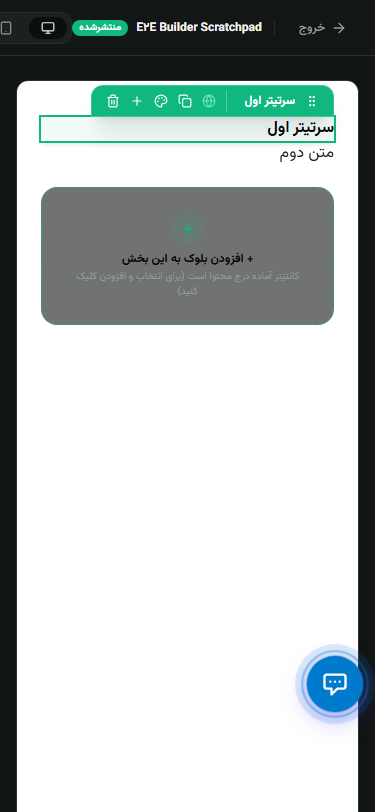 خروج
E2E Builder Scratchpad
منتشرشده
سرتیتر اول
سرتیتر اول
متن دوم
+ افزودن بلوک به این بخش
کانتینر آماده درج محتوا است (برای انتخاب و افزودن کلیک
کنید)